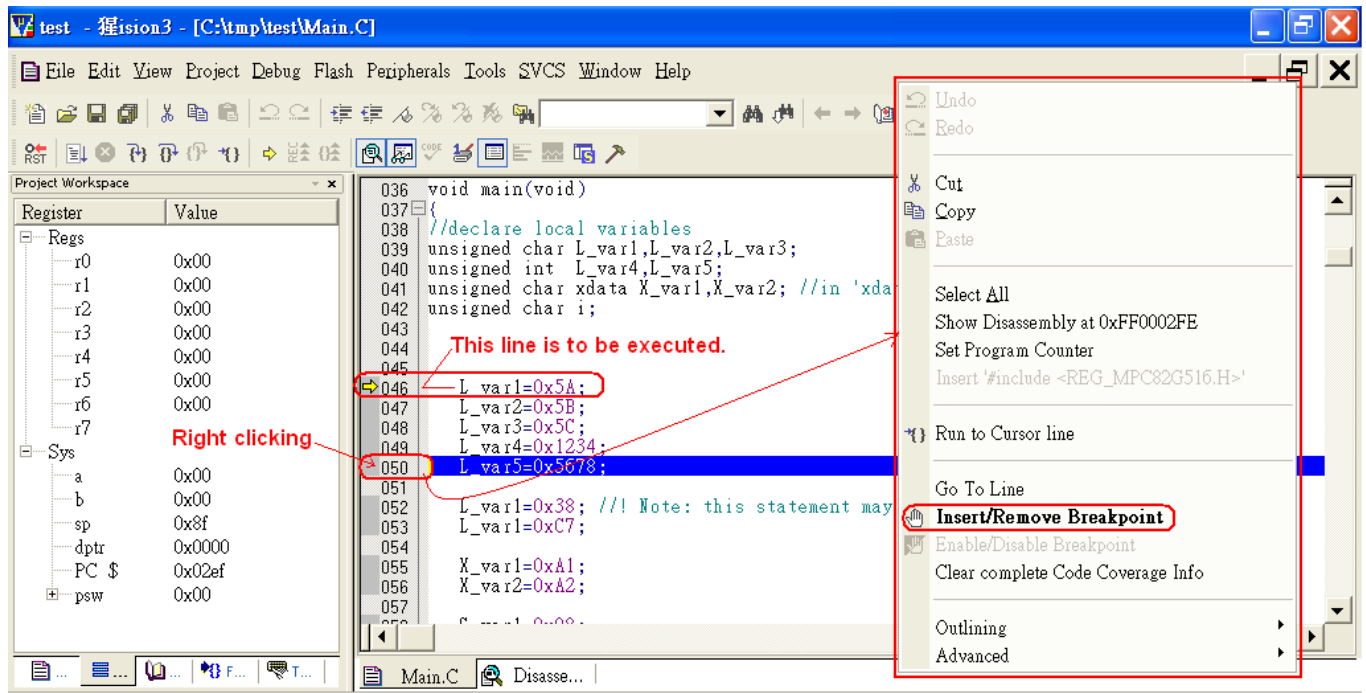 test - 猩ision3 - [C:\tmp\test\Main.C]
File Edit View Project Debug Flash Peripherals Tools SVCS Window Help
RST
CODE
Project Workspace
Register Value
Regs
r0 0x00
r1 0x00
r2 0x00
r3 0x00
r4 0x00
r5 0x00
r6 0x00
r7 0x00
Sys
a 0x00
b 0x00
sp 0x8f
dptr 0x0000
PC $ 0x02ef
psw 0x00
... ... ... F... T...
036 void main(void)
037 {
038 //declare local variables
039 unsigned char L_var1,L_var2,L_var3;
040 unsigned int L_var4,L_var5;
041 unsigned char xdata X_var1,X_var2; //in 'xda
042 unsigned char i;
043
044
This line is to be executed.
045
046 L_var1=0x5A;
047 L_var2=0x5B;
048 L_var3=0x5C;
Right clicking
049 L_var4=0x1234;
050 L_var5=0x5678;
051
052 L_var1=0x38; //! Note: this statement may
053 L_var1=0xC7;
054
055 X_var1=0xA1;
056 X_var2=0xA2;
057
Main.C Disasse...
Undo
Redo
Cut
Copy
Paste
Select All
Show Disassembly at 0xFF0002FE
Set Program Counter
Insert '#include <REG_MPC82G516.H>'
Run to Cursor line
Go To Line
Insert/Remove Breakpoint
Enable/Disable Breakpoint
Clear complete Code Coverage Info
Outlining
Advanced